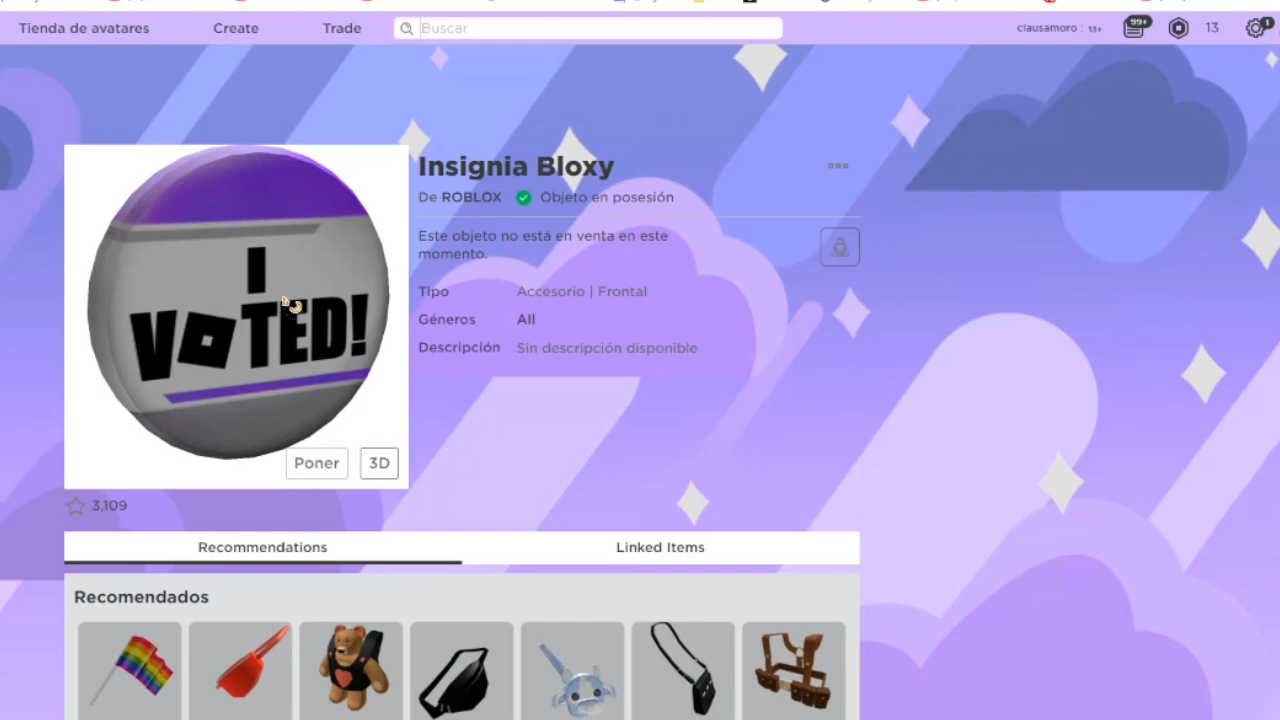 Tienda de avatares Create Trade Buscar clausamoro : 13+ 99+ 13 1
Insignia Bloxy
De ROBLOX Objeto en posesión
Este objeto no está en venta en este
momento.
Tipo Accesorio | Frontal
Géneros All
Descripción Sin descripción disponible
I
VOTED!
Poner 3D
3,109
Recommendations Linked Items
Recomendados